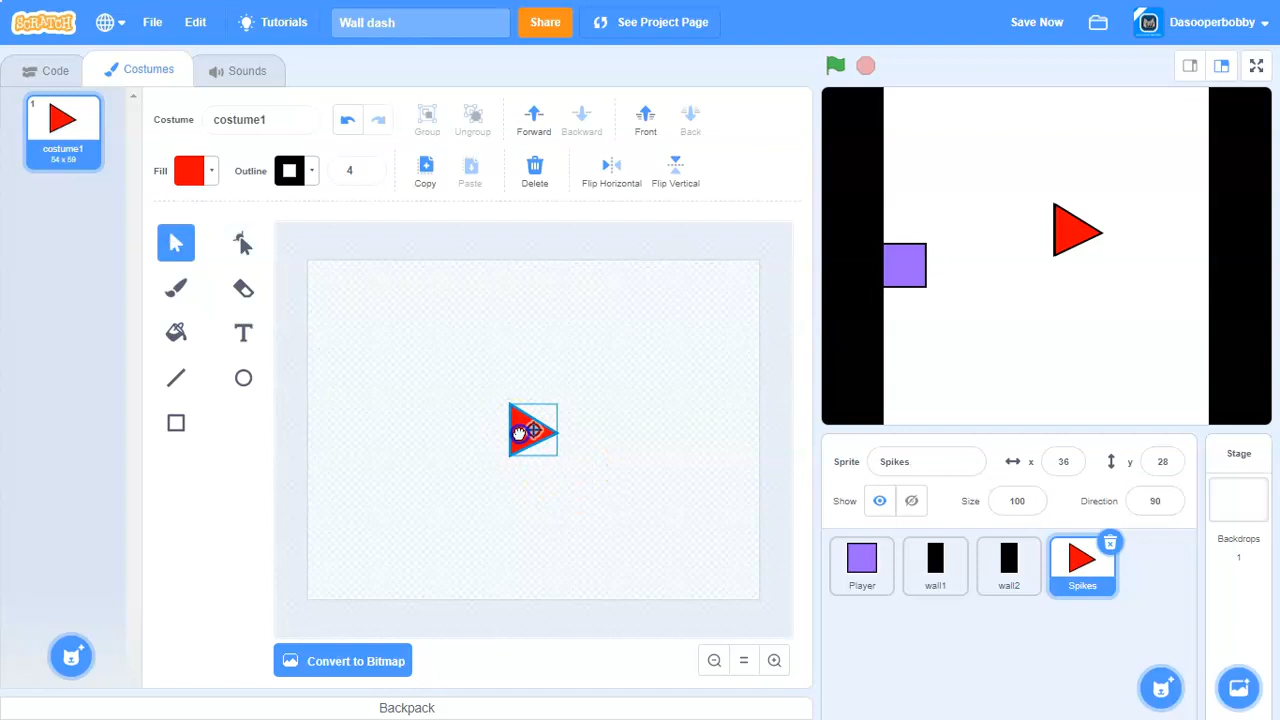 SCRATCH
File
Edit
Tutorials
Wall dash
Share
See Project Page
Save Now
Dasooperbobby
Code
Costumes
Sounds
1
costume1
54 x 59
Costume
costume1
Group
Ungroup
Forward
Backward
Front
Back
Fill
Outline
4
Copy
Paste
Delete
Flip Horizontal
Flip Vertical
T
Convert to Bitmap
Backpack
Sprite
Spikes
x
36
y
28
Show
Size
100
Direction
90
Player
wall1
wall2
Spikes
Stage
Backdrops
1